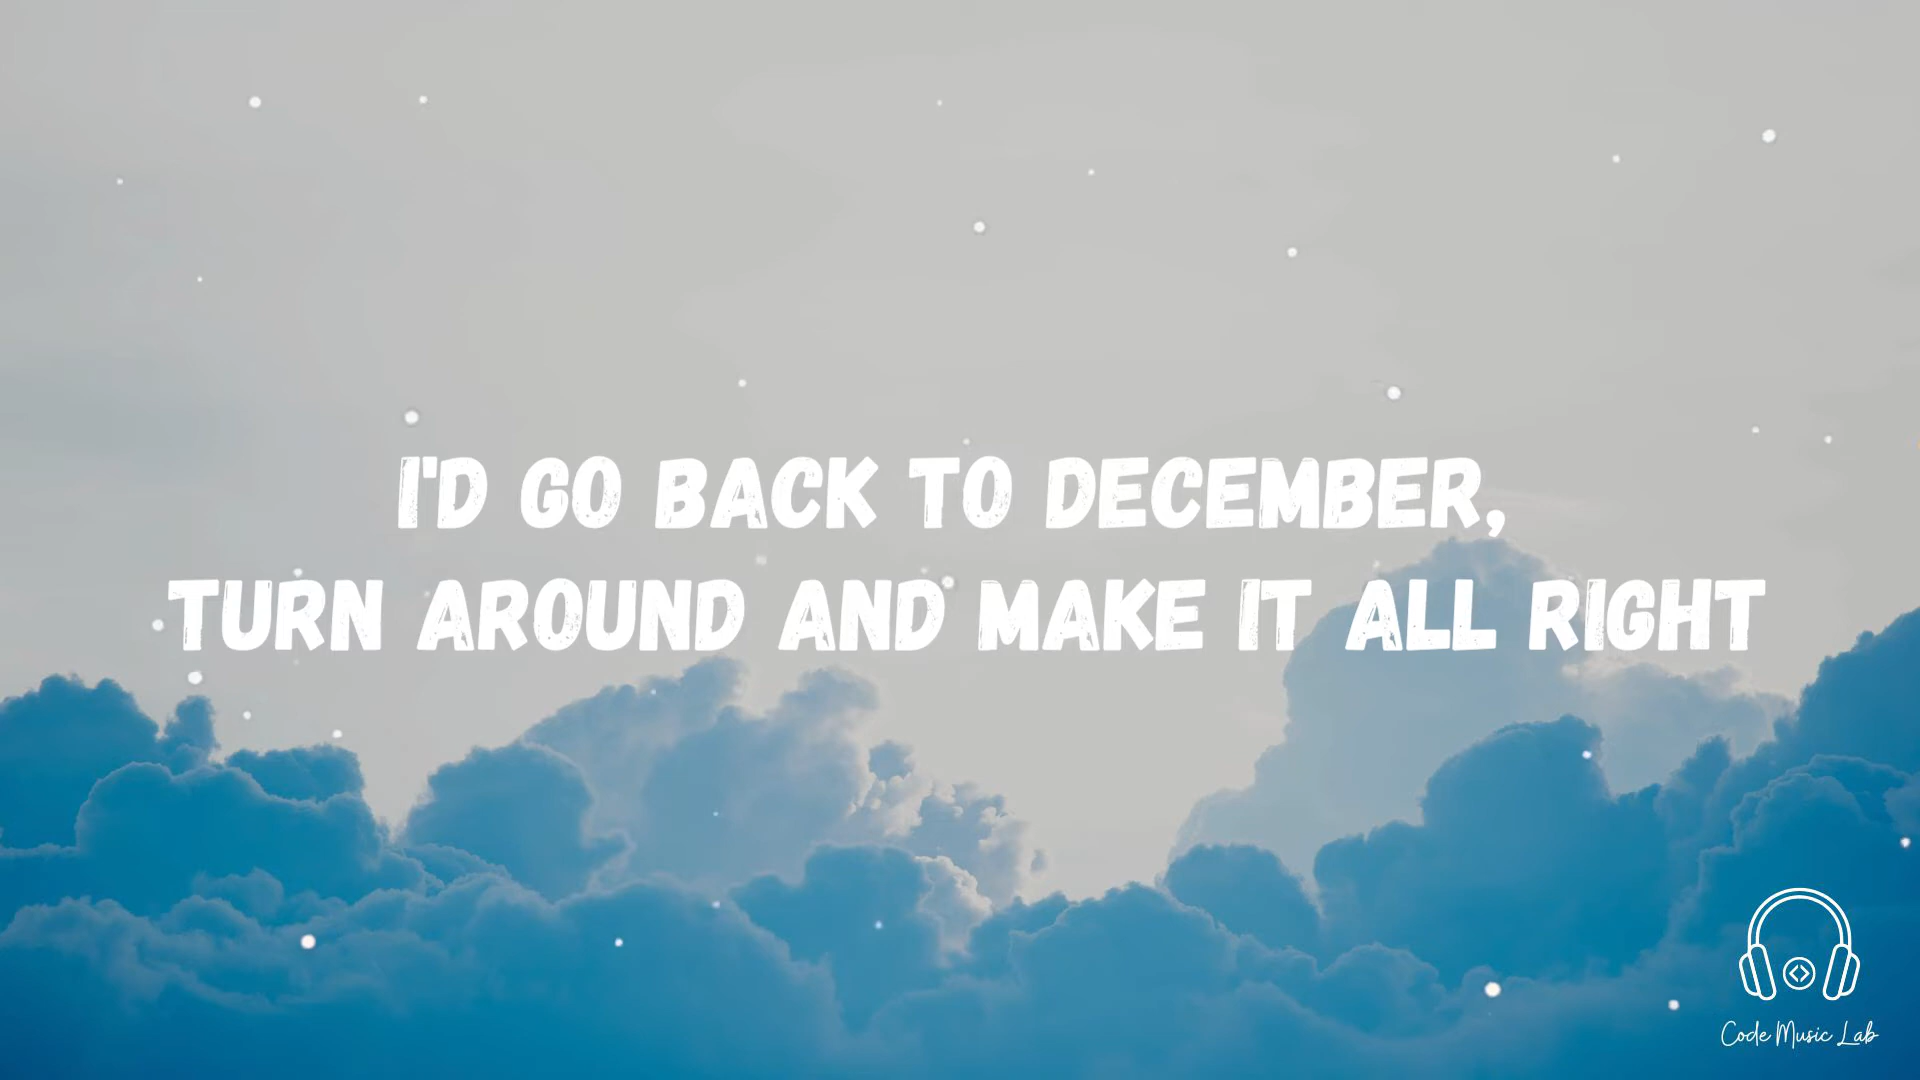 I'D GO BACK TO DECEMBER,
TURN AROUND AND MAKE IT ALL RIGHT
Code Music Lab